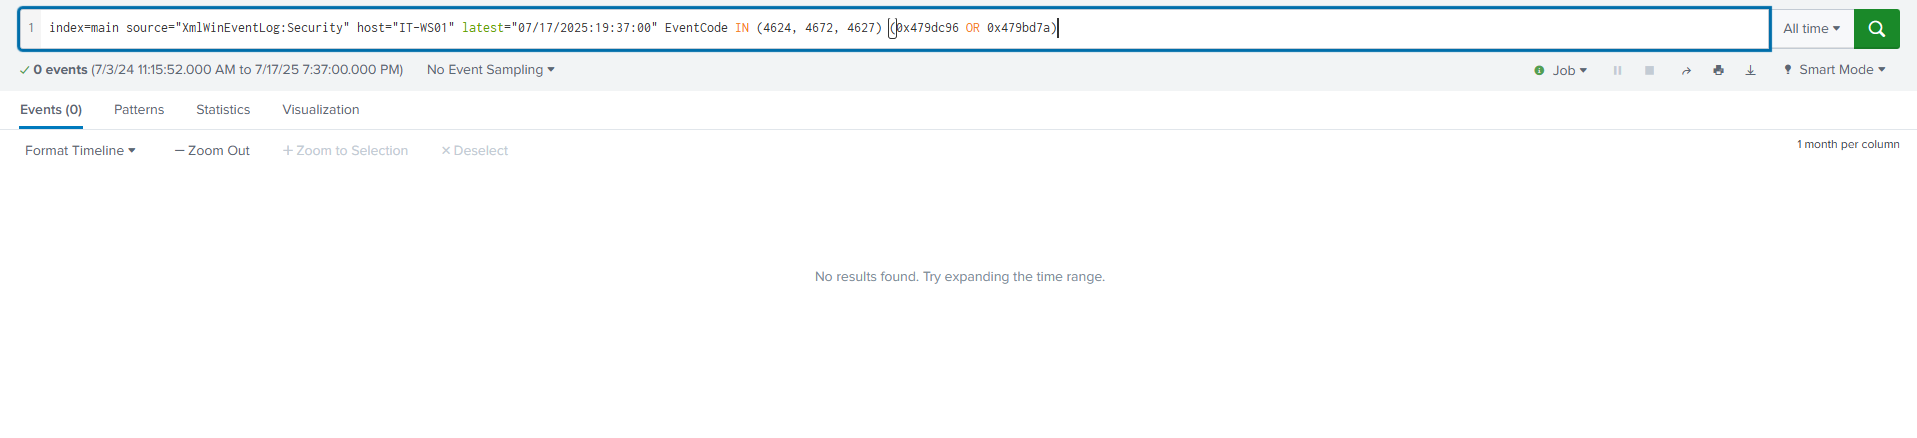 1 index=main source="XmlWinEventLog:Security" host="IT-WS01" latest="07/17/2025:19:37:00" EventCode IN (4624, 4672, 4627) (0x479dc96 OR 0x479bd7a)
All time
0 events (7/3/24 11:15:52.000 AM to 7/17/25 7:37:00.000 PM) No Event Sampling
Job
Smart Mode
Events (0) Patterns Statistics Visualization
Format Timeline — Zoom Out + Zoom to Selection × Deselect
1 month per column
No results found. Try expanding the time range.